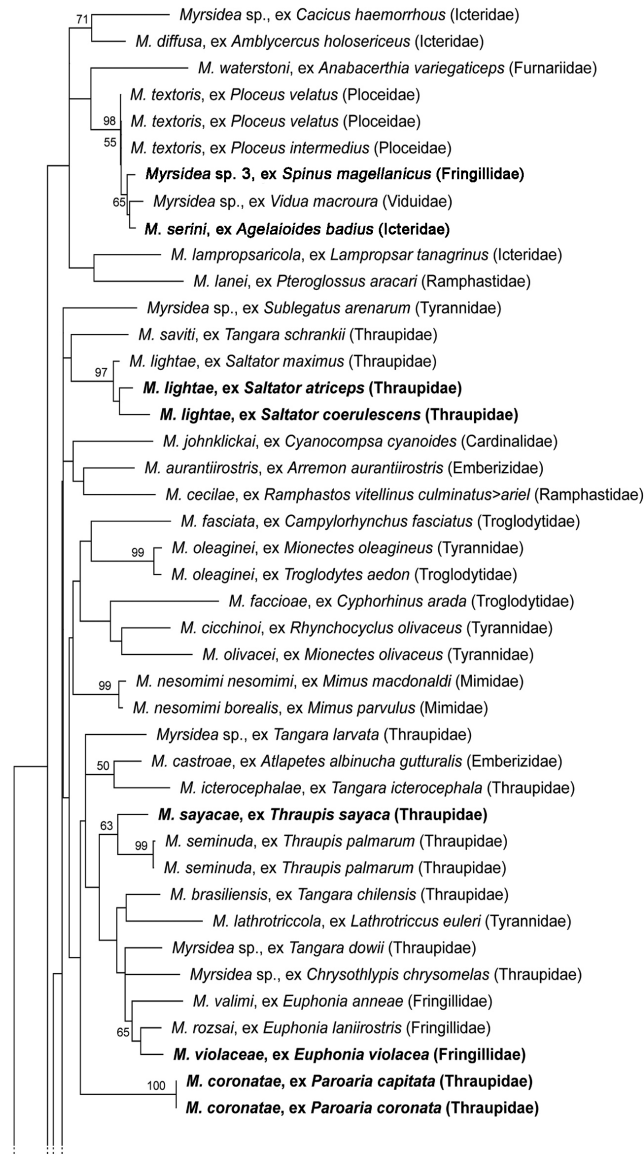 71
Myrsidea sp., ex Cacicus haemorrhous (Icteridae)
M. diffusa, ex Amblycercus holosericeus (Icteridae)
M. waterstoni, ex Anabacerthia variegaticeps (Furnariidae)
M. textoris, ex Ploceus velatus (Ploceidae)
98
M. textoris, ex Ploceus velatus (Ploceidae)
55
M. textoris, ex Ploceus intermedius (Ploceidae)
Myrsidea sp. 3, ex Spinus magellanicus (Fringillidae)
65
Myrsidea sp., ex Vidua macroura (Viduidae)
M. serini, ex Agelaioides badius (Icteridae)
M. lampropsaricola, ex Lampropsar tanagrinus (Icteridae)
M. lanei, ex Pteroglossus aracari (Ramphastidae)
Myrsidea sp., ex Sublegatus arenarum (Tyrannidae)
M. saviti, ex Tangara schrankii (Thraupidae)
M. lightae, ex Saltator maximus (Thraupidae)
97
M. lightae, ex Saltator atriceps (Thraupidae)
M. lightae, ex Saltator coerulescens (Thraupidae)
M. johnklickai, ex Cyanocompsa cyanoides (Cardinalidae)
M. aurantiirostris, ex Arremon aurantiirostris (Emberizidae)
M. cecilae, ex Ramphastos vitellinus culminatus>ariel (Ramphastidae)
M. fasciata, ex Campylorhynchus fasciatus (Troglodytidae)
99
M. oleaginei, ex Mionectes oleagineus (Tyrannidae)
M. oleaginei, ex Troglodytes aedon (Troglodytidae)
M. faccioae, ex Cyphorhinus arada (Troglodytidae)
M. cicchinoi, ex Rhynchocyclus olivaceus (Tyrannidae)
M. olivacei, ex Mionectes olivaceus (Tyrannidae)
99
M. nesomimi nesomimi, ex Mimus macdonaldi (Mimidae)
M. nesomimi borealis, ex Mimus parvulus (Mimidae)
Myrsidea sp., ex Tangara larvata (Thraupidae)
50
M. castroae, ex Atlapetes albinucha gutturalis (Emberizidae)
M. icterocephalae, ex Tangara icterocephala (Thraupidae)
M. sayacae, ex Thraupis sayaca (Thraupidae)
63
99
M. seminuda, ex Thraupis palmarum (Thraupidae)
M. seminuda, ex Thraupis palmarum (Thraupidae)
M. brasiliensis, ex Tangara chilensis (Thraupidae)
M. lathrotriccola, ex Lathrotriccus euleri (Tyrannidae)
Myrsidea sp., ex Tangara dowii (Thraupidae)
Myrsidea sp., ex Chrysothlypis chrysomelas (Thraupidae)
M. valimi, ex Euphonia anneae (Fringillidae)
65
M. rozsai, ex Euphonia laniirostris (Fringillidae)
M. violaceae, ex Euphonia violacea (Fringillidae)
100
M. coronatae, ex Paroaria capitata (Thraupidae)
M. coronatae, ex Paroaria coronata (Thraupidae)